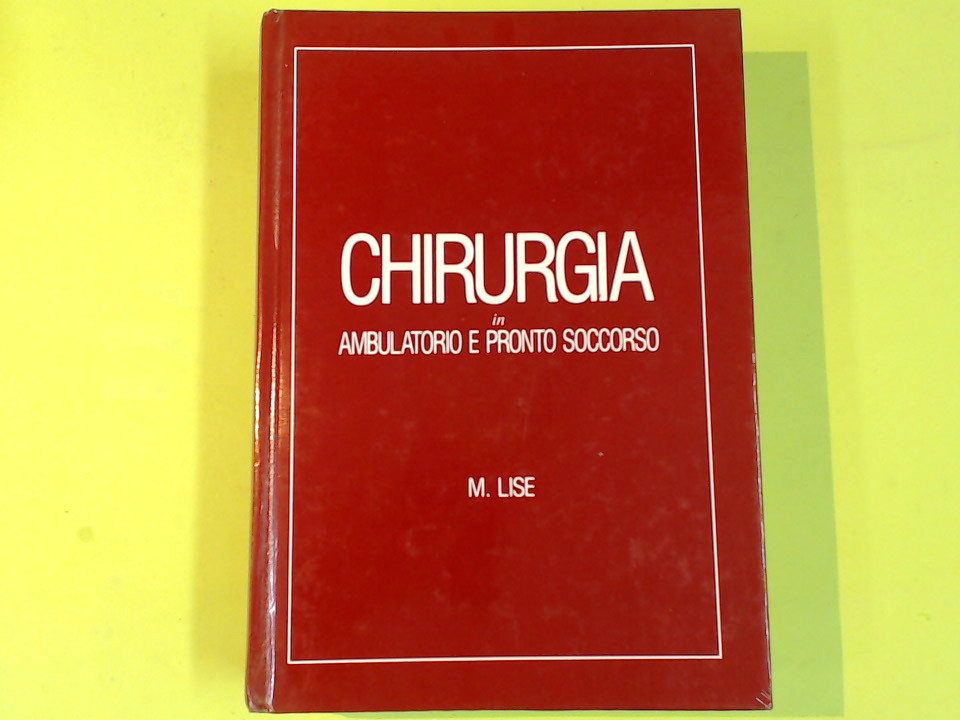 CHIRURGIA
in
AMBULATORIO E PRONTO SOCCORSO
M. LISE